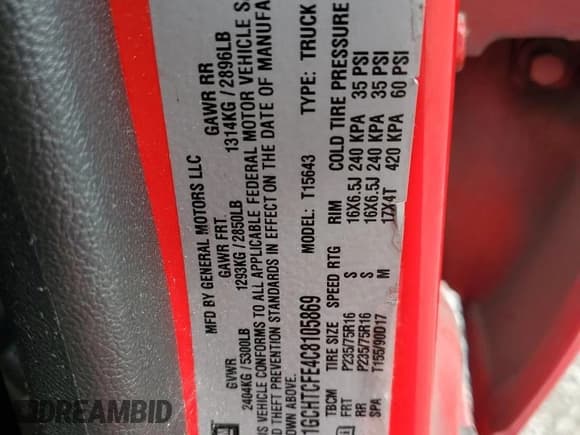 MFD BY GENERAL MOTORS LLC
GVWR GAWR FRT. GAWR RR
2404KG / 5300LB 1293KG / 2850LB 1314KG / 2896LB
VEHICLE CONFORMS TO ALL APPLICABLE FEDERAL MOTOR VEHICLE S
THEFT PREVENTION STANDARDS IN EFFECT ON THE DATE OF MANUFA
1GCHTCFE4C8105869 MODEL: T15643 TYPE: TRUCK
TBCM TIRE SIZE SPEED RTG RIM COLD TIRE PRESSURE
FRT P235/75R16 S 16X6.5J 240 KPA 35 PSI
RR P235/75R16 S 16X6.5J 240 KPA 35 PSI
SPA T155/90D17 M 17X4T 420 KPA 60 PSI
DREAMBID